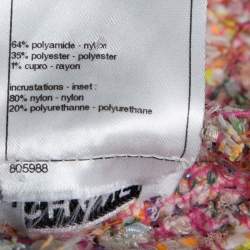 64% polyamide - nylon
35% polyester - polyester
1% cupro - rayon
incrustations - inset :
80% nylon - nylon
20% polyurethanne - polyurethane
805988